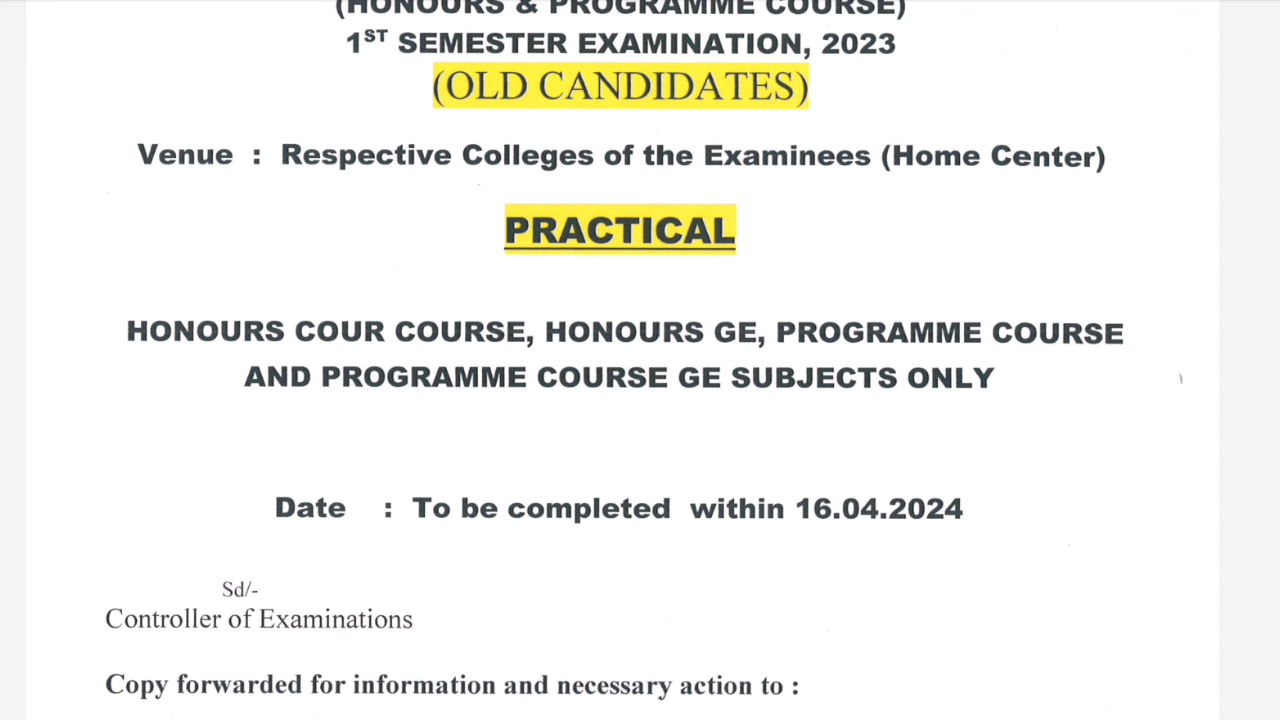 (HONOURS & PROGRAMME COURSE)
1ST SEMESTER EXAMINATION, 2023
(OLD CANDIDATES)
Venue : Respective Colleges of the Examinees (Home Center)
PRACTICAL
HONOURS COUR COURSE, HONOURS GE, PROGRAMME COURSE
AND PROGRAMME COURSE GE SUBJECTS ONLY
Date : To be completed within 16.04.2024
Sd/-
Controller of Examinations
Copy forwarded for information and necessary action to :